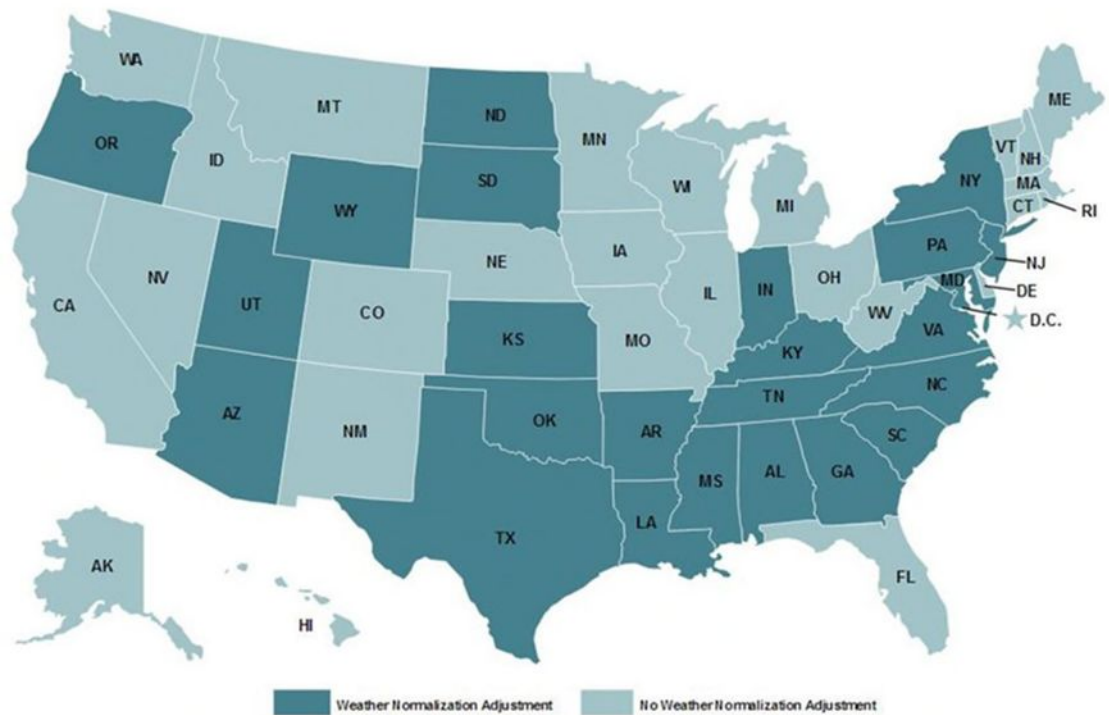 WA
MT
ND
MN
ME
OR
ID
SD
WI
VT
NH
NY
MA
WY
MI
CT
RI
PA
NE
IA
NJ
NV
OH
MD
DE
UT
IL
IN
CA
CO
WV
D.C.
KS
MO
VA
KY
AZ
OK
TN
NC
NM
AR
SC
MS
AL
GA
LA
TX
AK
FL
HI
Weather Normalization Adjustment
No Weather Normalization Adjustment